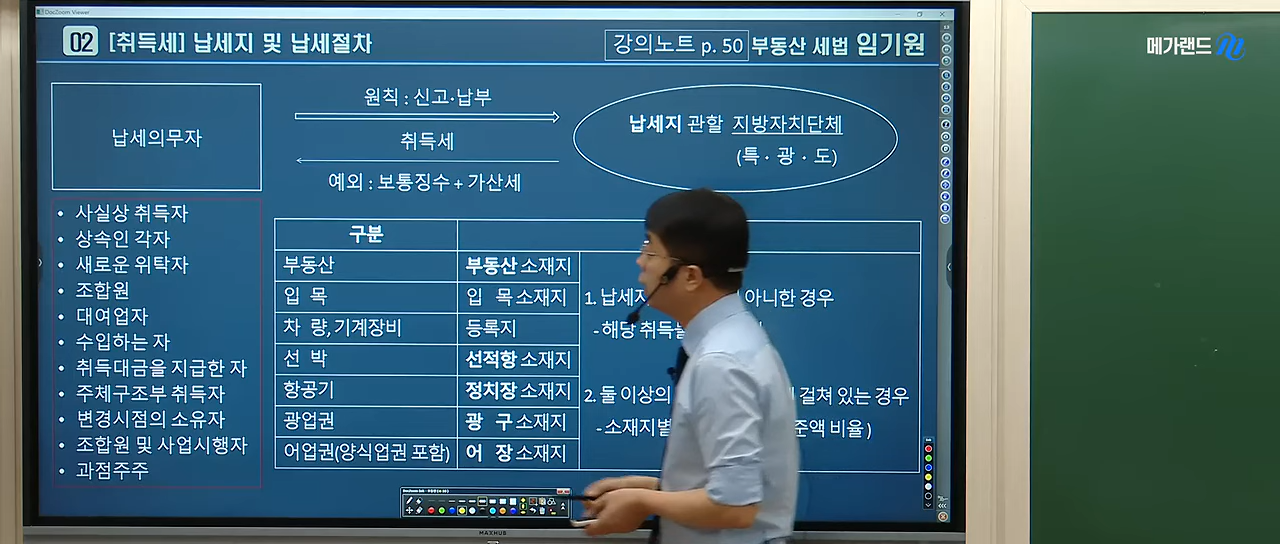 DocZoom Viewer
02 [취득세] 납세지 및 납세절차
강의노트 p. 50 부동산 세법 임기원
메가랜드
납세의무자
원칙 : 신고·납부
취득세
예외 : 보통징수 + 가산세
납세지 관할 지방자치단체
(특 · 광 · 도)
• 사실상 취득자
• 상속인 각자
• 새로운 위탁자
• 조합원
• 대여업자
• 수입하는 자
• 취득대금을 지급한 자
• 주체구조부 취득자
• 변경시점의 소유자
• 조합원 및 사업시행자
• 과점주주
구분
부동산 부동산 소재지
입 목 입 목 소재지
차 량, 기계장비 등록지
선 박 선적항 소재지
항공기 정치장 소재지
광업권 광 구 소재지
어업권(양식업권 포함) 어 장 소재지
1. 납세지 아니한 경우
- 해당 취득물
2. 둘 이상의 걸쳐 있는 경우
- 소재지별 준액 비율 )
MAXHUB